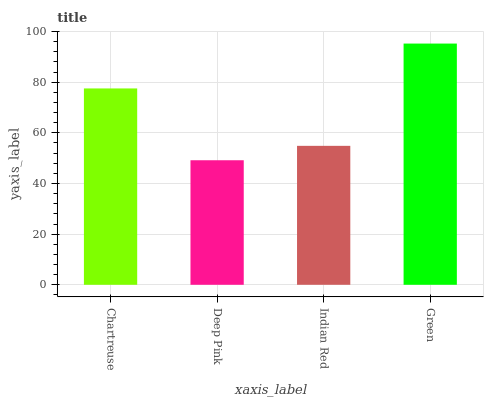 title
yaxis_label
100
80
60
40
20
0
Chartreuse
Deep Pink
Indian Red
Green
xaxis_label